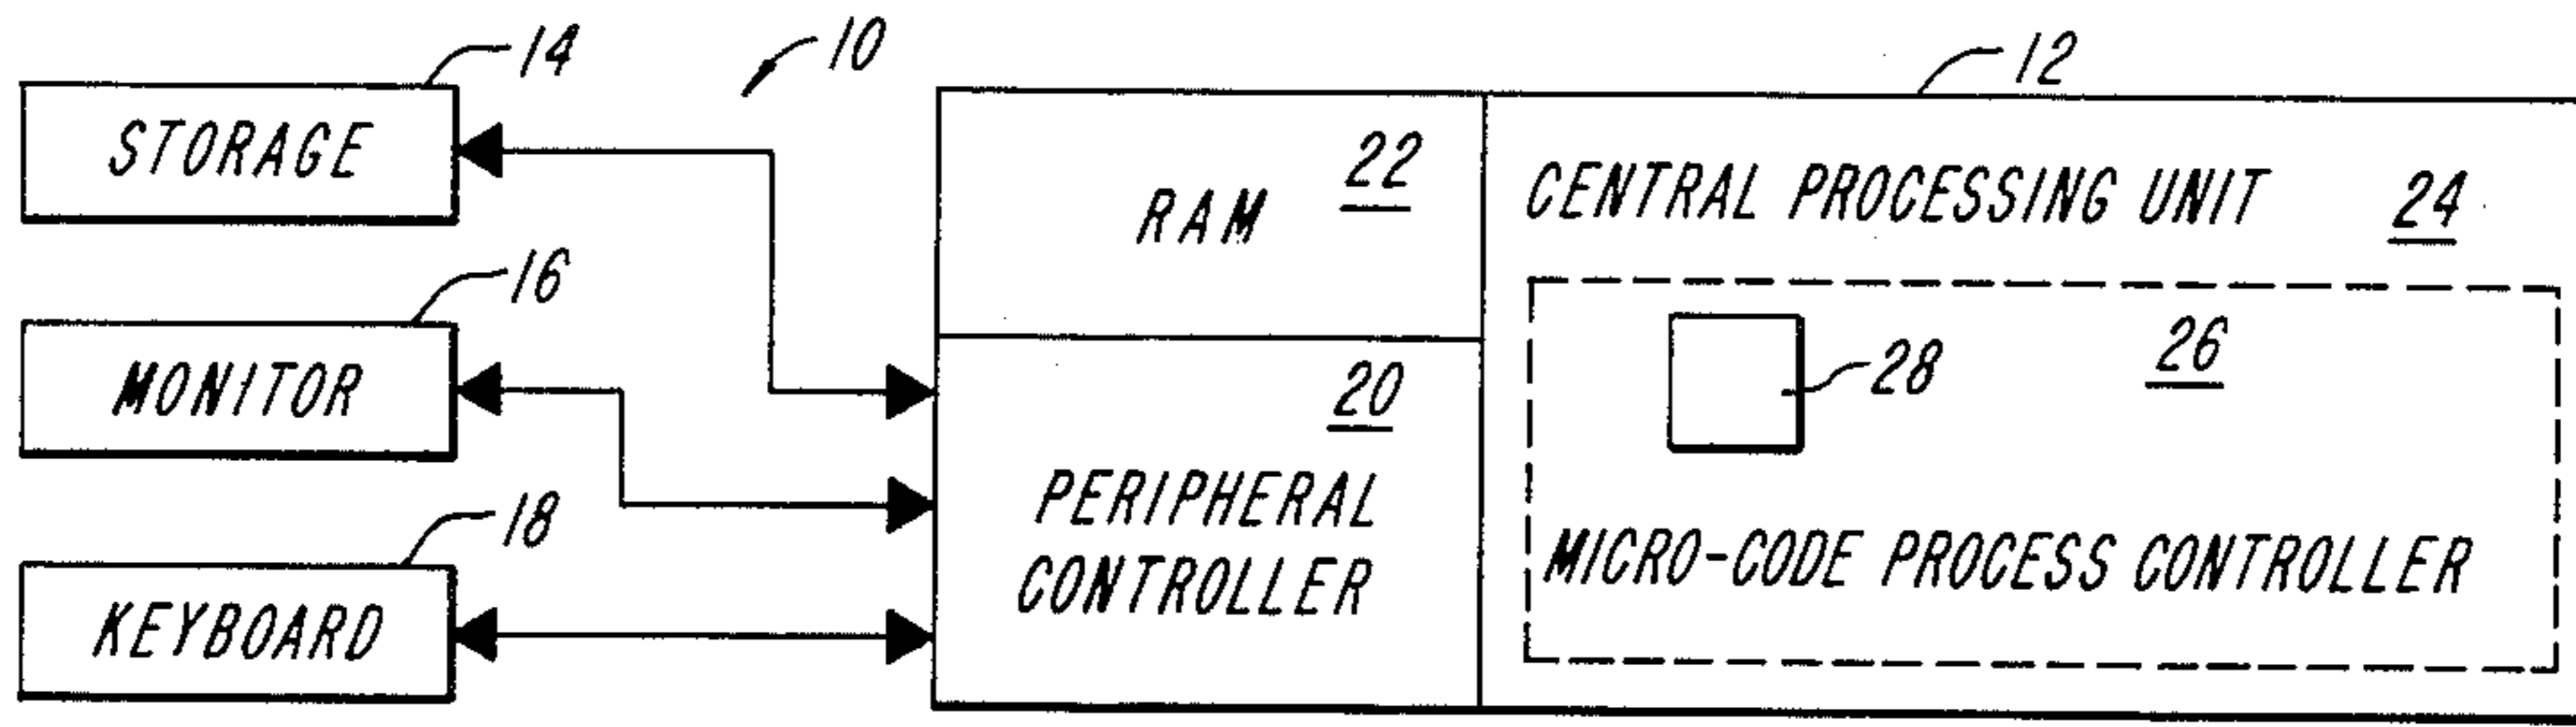 14
STORAGE
16
MONITOR
18
KEYBOARD
10
12
22
RAM
20
PERIPHERAL
CONTROLLER
CENTRAL PROCESSING UNIT 24
28
26
MICRO-CODE PROCESS CONTROLLER